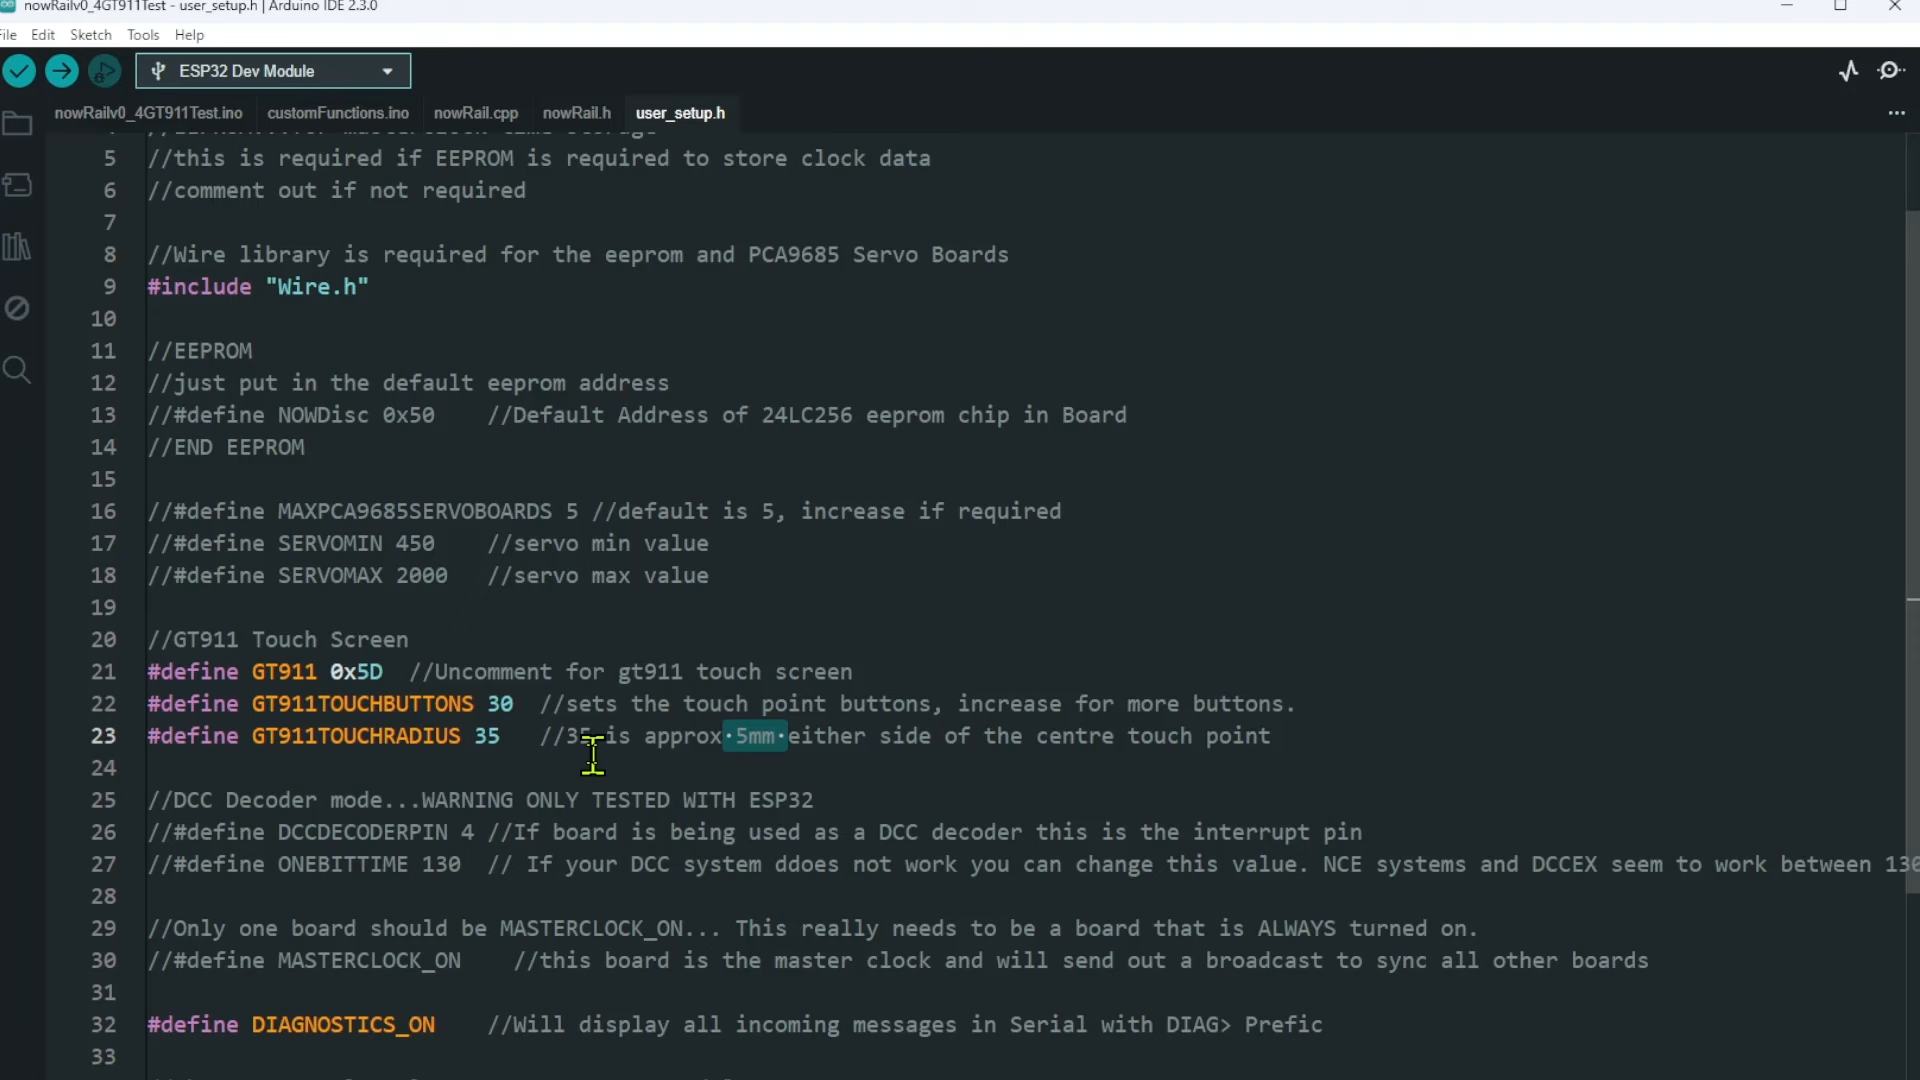 nowRailv0_4GT911Test - user_setup.h | Arduino IDE 2.3.0
File Edit Sketch Tools Help
ESP32 Dev Module
nowRailv0_4GT911Test.ino customFunctions.ino nowRail.cpp nowRail.h user_setup.h
5 //this is required if EEPROM is required to store clock data
6 //comment out if not required
7
8 //Wire library is required for the eeprom and PCA9685 Servo Boards
9 #include "Wire.h"
10
11 //EEPROM
12 //just put in the default eeprom address
13 //#define NOWDisc 0x50 //Default Address of 24LC256 eeprom chip in Board
14 //END EEPROM
15
16 //#define MAXPCA9685SERVOBOARDS 5 //default is 5, increase if required
17 //#define SERVOMIN 450 //servo min value
18 //#define SERVOMAX 2000 //servo max value
19
20 //GT911 Touch Screen
21 #define GT911 0x5D //Uncomment for gt911 touch screen
22 #define GT911TOUCHBUTTONS 30 //sets the touch point buttons, increase for more buttons.
23 #define GT911TOUCHRADIUS 35 //35 is approx·5mm·either side of the centre touch point
24
25 //DCC Decoder mode...WARNING ONLY TESTED WITH ESP32
26 //#define DCCDECODERPIN 4 //If board is being used as a DCC decoder this is the interrupt pin
27 //#define ONEBITTIME 130 // If your DCC system ddoes not work you can change this value. NCE systems and DCCEX seem to work between 130
28
29 //Only one board should be MASTERCLOCK_ON... This really needs to be a board that is ALWAYS turned on.
30 //#define MASTERCLOCK_ON //this board is the master clock and will send out a broadcast to sync all other boards
31
32 #define DIAGNOSTICS_ON //Will display all incoming messages in Serial with DIAG> Prefic
33